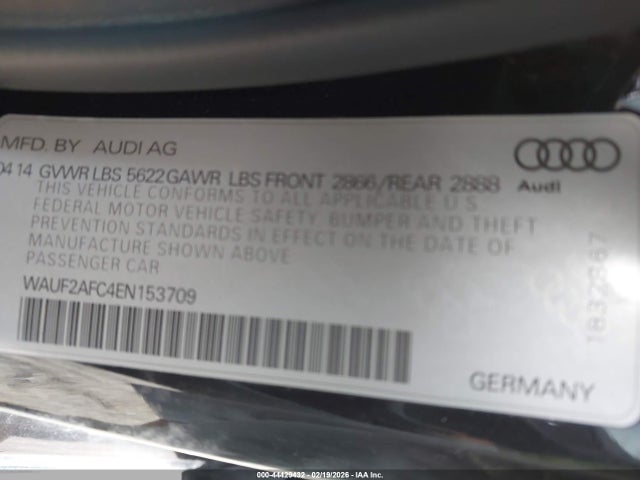 MFD. BY AUDI AG
04 14 GVWR LBS 5622 GAWR LBS FRONT 2866/REAR 2888
THIS VEHICLE CONFORMS TO ALL APPLICABLE U S
FEDERAL MOTOR VEHICLE SAFETY, BUMPER AND THEFT
PREVENTION STANDARDS IN EFFECT ON THE DATE OF
MANUFACTURE SHOWN ABOVE
PASSENGER CAR
WAUF2AFC4EN153709
Audi
1832367
GERMANY
000-44129432 - 02/19/2026 - IAA Inc.